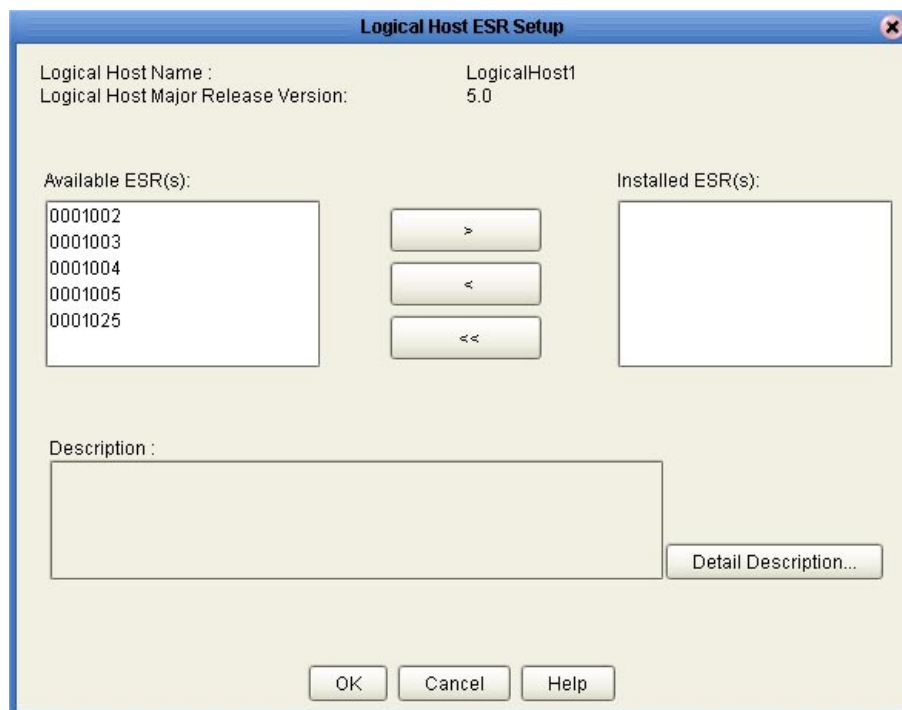 Logical Host ESR Setup
Logical Host Name : LogicalHost1
Logical Host Major Release Version: 5.0
Available ESR(s): Installed ESR(s):
0001002
0001003
0001004
0001005
0001025
>
<
<<
Description :
Detail Description...
OK Cancel Help